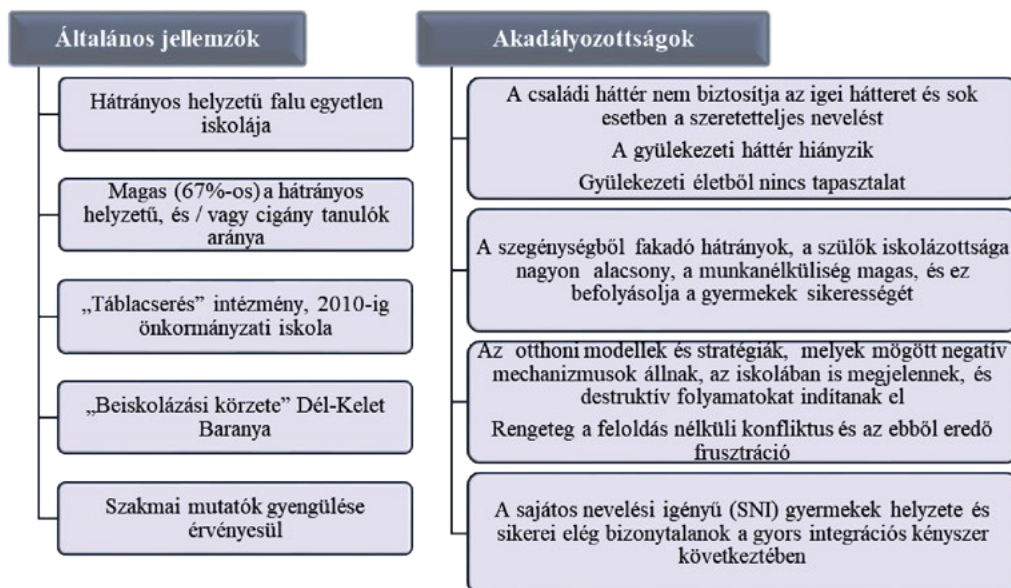 Általános jellemzők
Hátrányos helyzetű falu egyetlen
iskolája
Magas (67%-os) a hátrányos
helyzetű, és / vagy cigány tanulók
aránya
„Táblacserés” intézmény, 2010-ig
önkormányzati iskola
„Beiskolázási körzete” Dél-Kelet
Baranya
Szakmai mutatók gyengülése
érvényesül
Akadályozottságok
A családi háttér nem biztosítja az igei hátteret és sok
esetben a szeretetteljes nevelést
A gyülekezeti háttér hiányzik
Gyülekezeti életből nincs tapasztalat
A szegénységből fakadó hátrányok, a szülők iskolázottsága
nagyon alacsony, a munkanélküliség magas, és ez
befolyásolja a gyermekek sikerességét
Az otthoni modellek és stratégiák, melyek mögött negatív
mechanizmusok állnak, az iskolában is megjelennek, és
destruktív folyamatokat indítanak el
Rengeteg a feloldás nélküli konfliktus és az ebből eredő
frusztráció
A sajátos nevelési igényű (SNI) gyermekek helyzete és
sikerei elég bizonytalanok a gyors integrációs kényszer
következtében